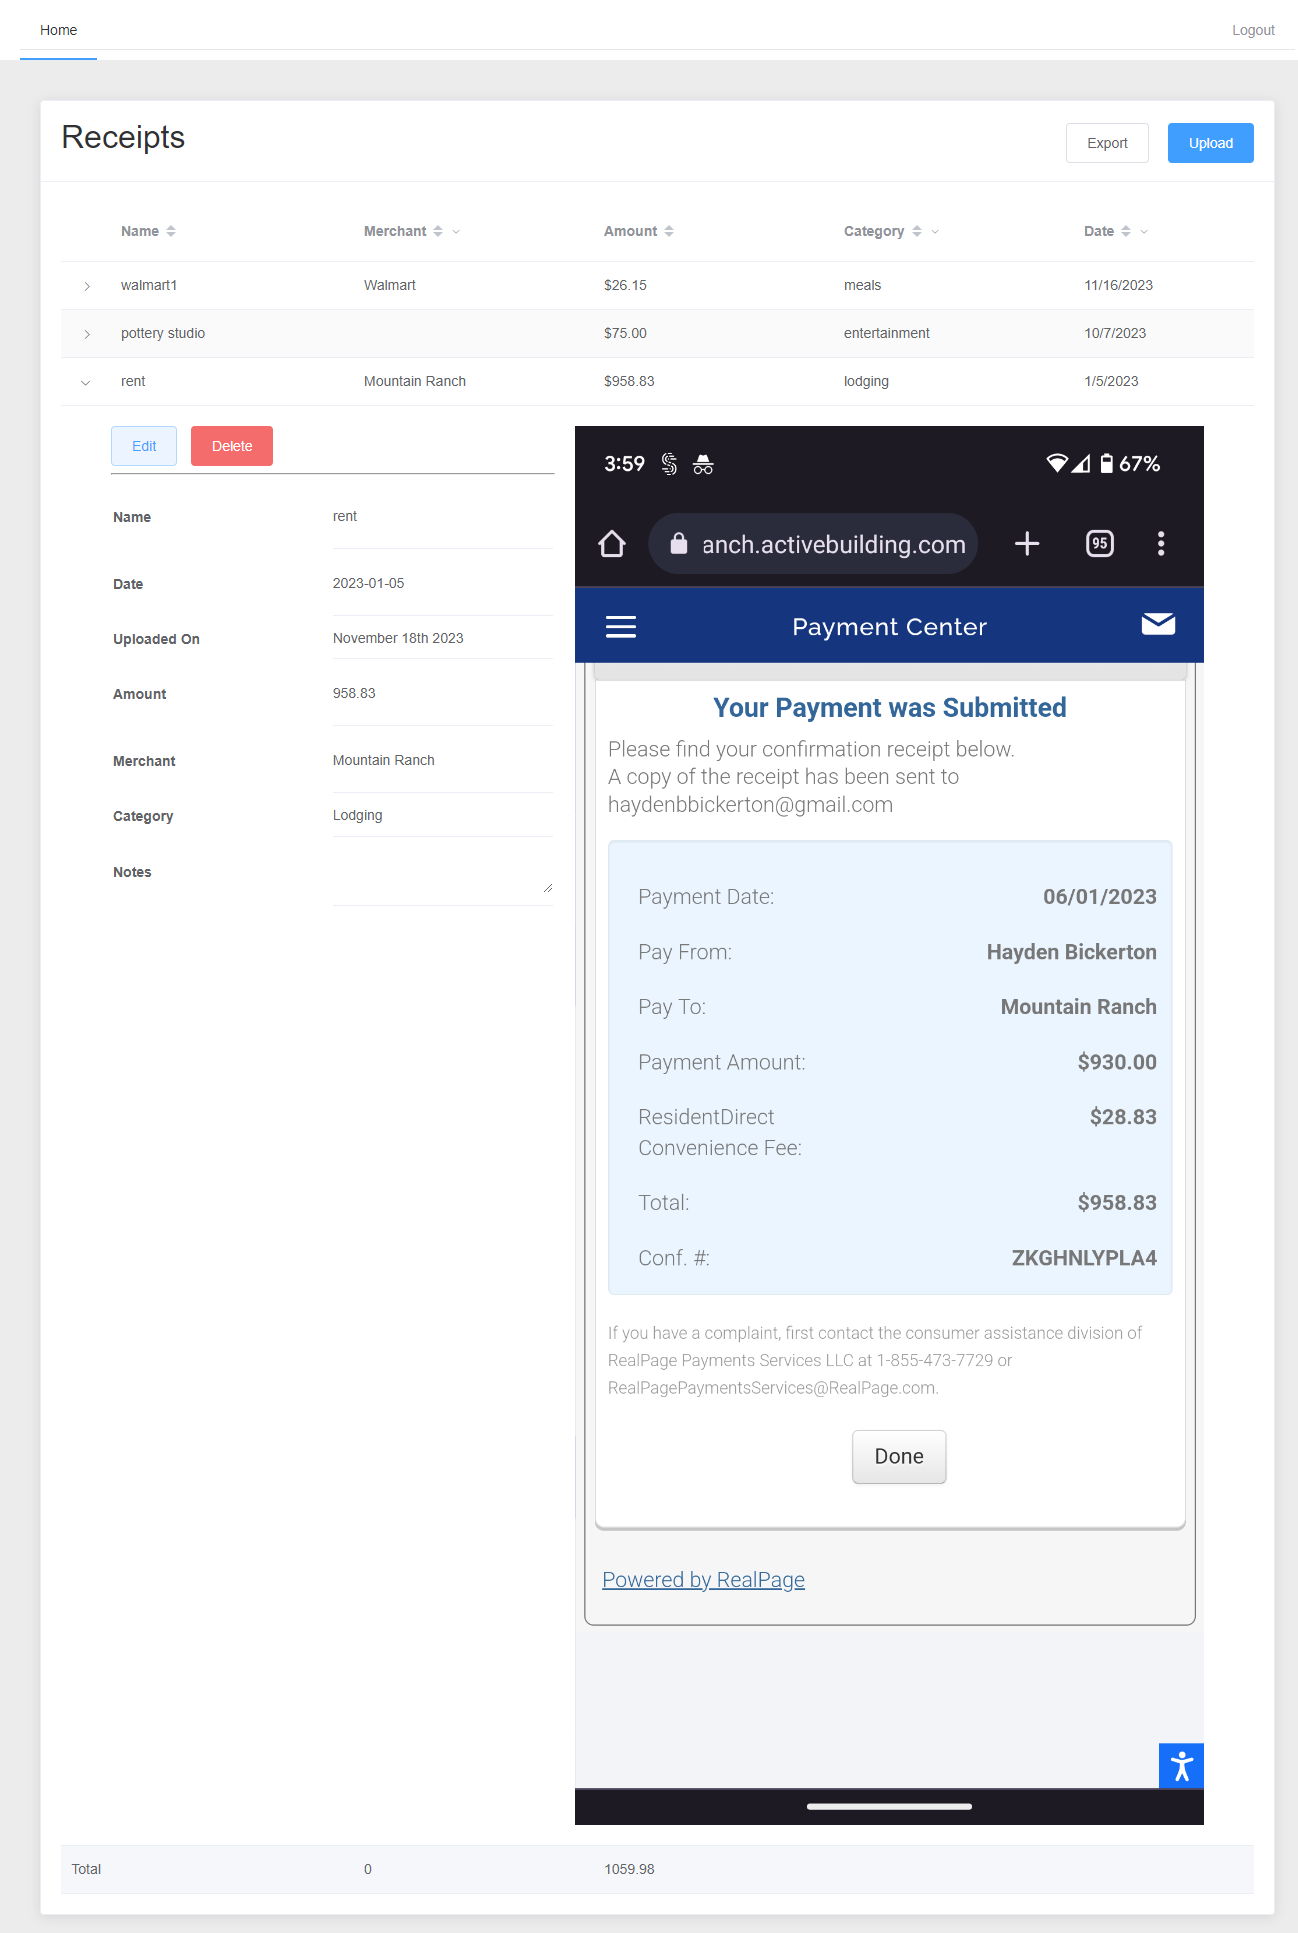 Home
Logout
Receipts
Export
Upload
Name Merchant Amount Category Date
walmart1 Walmart $26.15 meals 11/16/2023
pottery studio $75.00 entertainment 10/7/2023
rent Mountain Ranch $958.83 lodging 1/5/2023
Edit
Delete
Name rent
Date 2023-01-05
Uploaded On November 18th 2023
Amount 958.83
Merchant Mountain Ranch
Category Lodging
Notes
3:59 67%
anch.activebuilding.com 95
Payment Center
Your Payment was Submitted
Please find your confirmation receipt below.
A copy of the receipt has been sent to
haydenbbickerton@gmail.com
Payment Date: 06/01/2023
Pay From: Hayden Bickerton
Pay To: Mountain Ranch
Payment Amount: $930.00
ResidentDirect $28.83
Convenience Fee:
Total: $958.83
Conf. #: ZKGHNLYPLA4
If you have a complaint, first contact the consumer assistance division of
RealPage Payments Services LLC at 1-855-473-7729 or
RealPagePaymentsServices@RealPage.com.
Done
Powered by RealPage
Total 0 1059.98